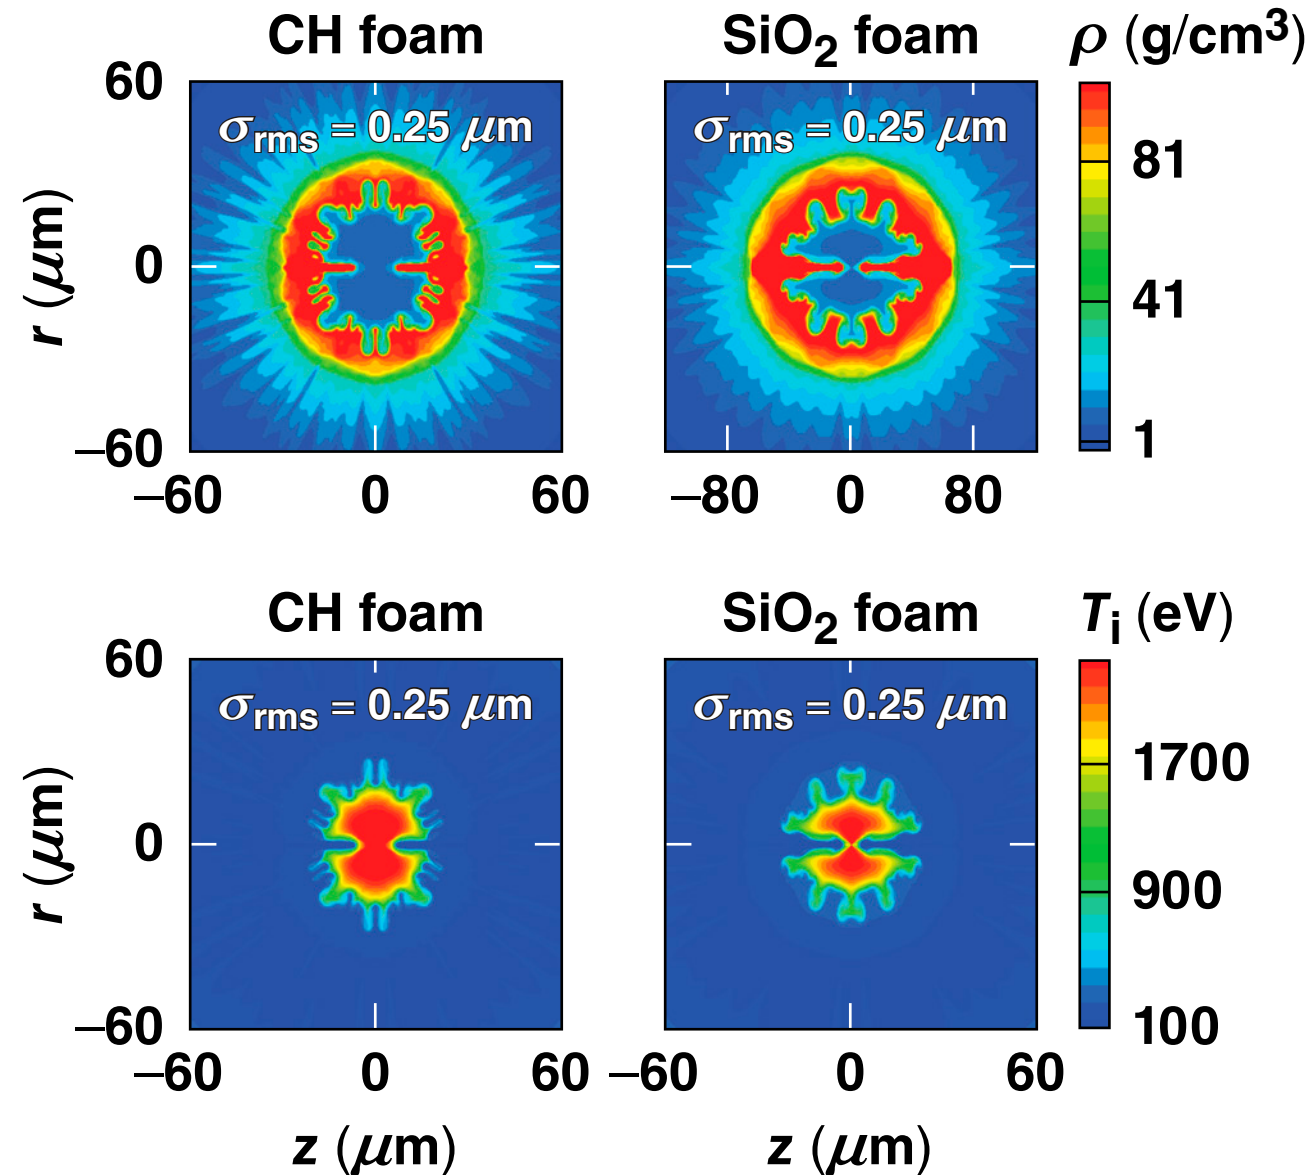 CH foam SiO2 foam ρ (g/cm3)
60
σrms = 0.25 μm σrms = 0.25 μm
81
r (μm) 0
41
1
–60
–60 0 60 –80 0 80
CH foam SiO2 foam Ti (eV)
60
σrms = 0.25 μm σrms = 0.25 μm
1700
r (μm) 0
900
–60 100
–60 0 60 –60 0 60
z (μm) z (μm)